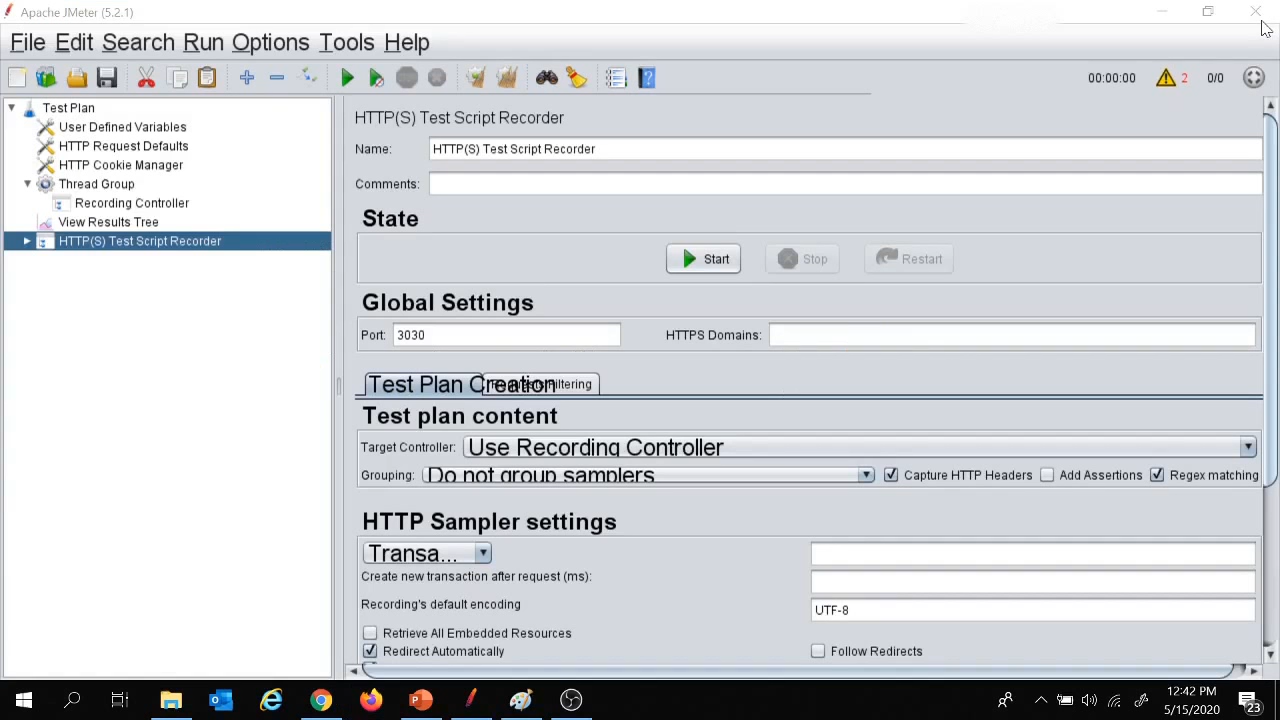 Apache JMeter (5.2.1)
File Edit Search Run Options Tools Help
00:00:00 2 0/0
Test Plan
User Defined Variables
HTTP Request Defaults
HTTP Cookie Manager
Thread Group
Recording Controller
View Results Tree
HTTP(S) Test Script Recorder
HTTP(S) Test Script Recorder
Name: HTTP(S) Test Script Recorder
Comments:
State
Start Stop Restart
Global Settings
Port: 3030 HTTPS Domains:
Test Plan Creation Filtering
Test plan content
Target Controller: Use Recording Controller
Grouping: Do not group samplers Capture HTTP Headers Add Assertions Regex matching
HTTP Sampler settings
Transa...
Create new transaction after request (ms):
Recording's default encoding UTF-8
Retrieve All Embedded Resources
Redirect Automatically Follow Redirects
12:42 PM
5/15/2020
23